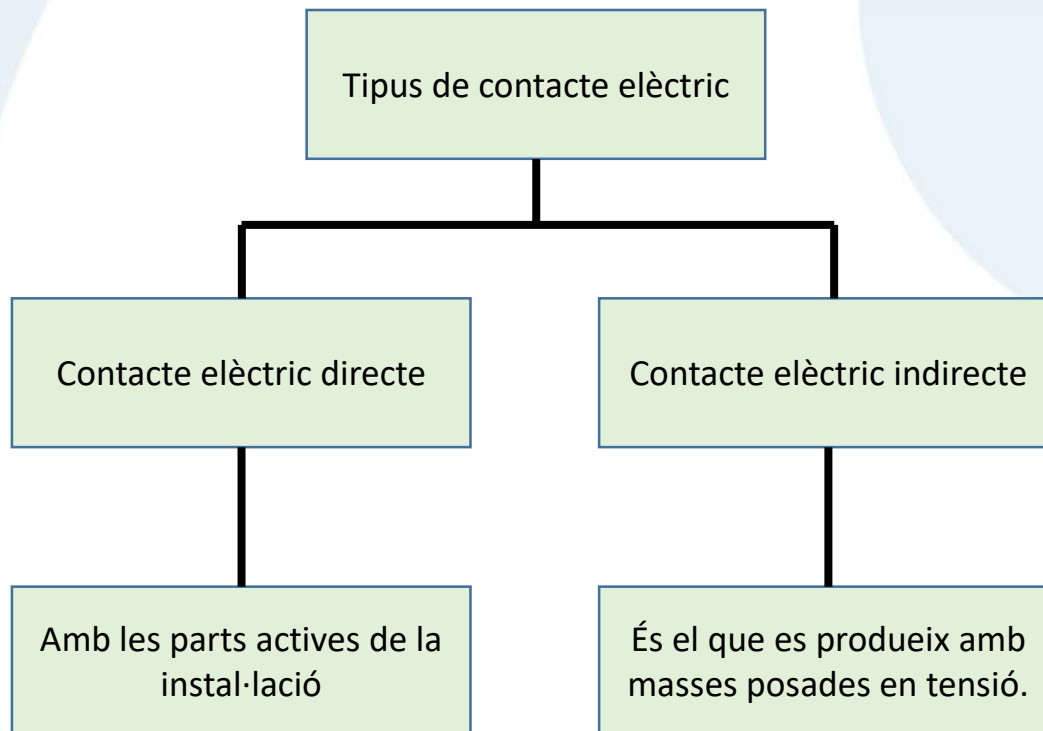 Tipus de contacte elèctric
Contacte elèctric directe
Contacte elèctric indirecte
Amb les parts actives de la
instal·lació
És el que es produeix amb
masses posades en tensió.